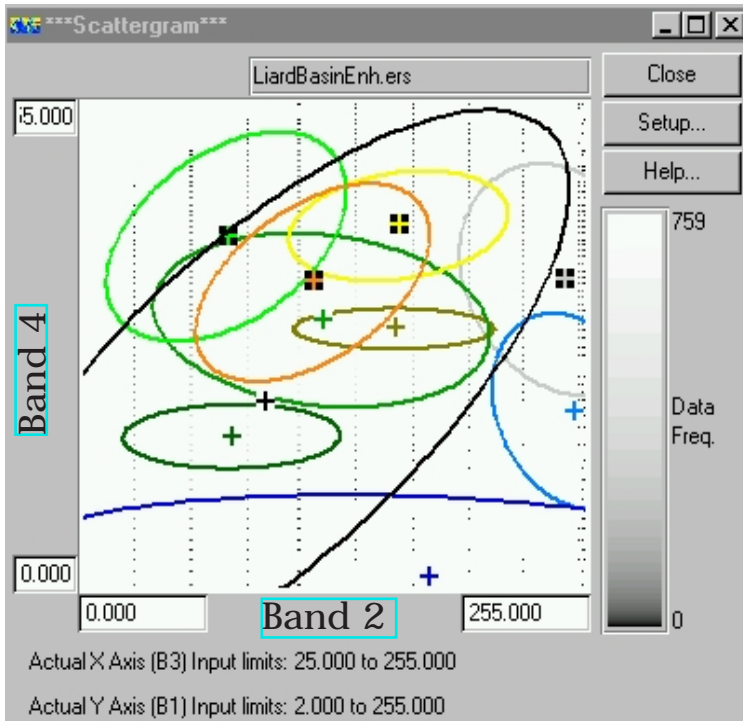 ***Scattergram***
LiardBasinEnh.ers
Close
Setup...
Help...
5.000
759
Band 4
Data
Freq.
0.000
0
0.000
Band 2
255.000
Actual X Axis (B3) Input limits: 25.000 to 255.000
Actual Y Axis (B1) Input limits: 2.000 to 255.000